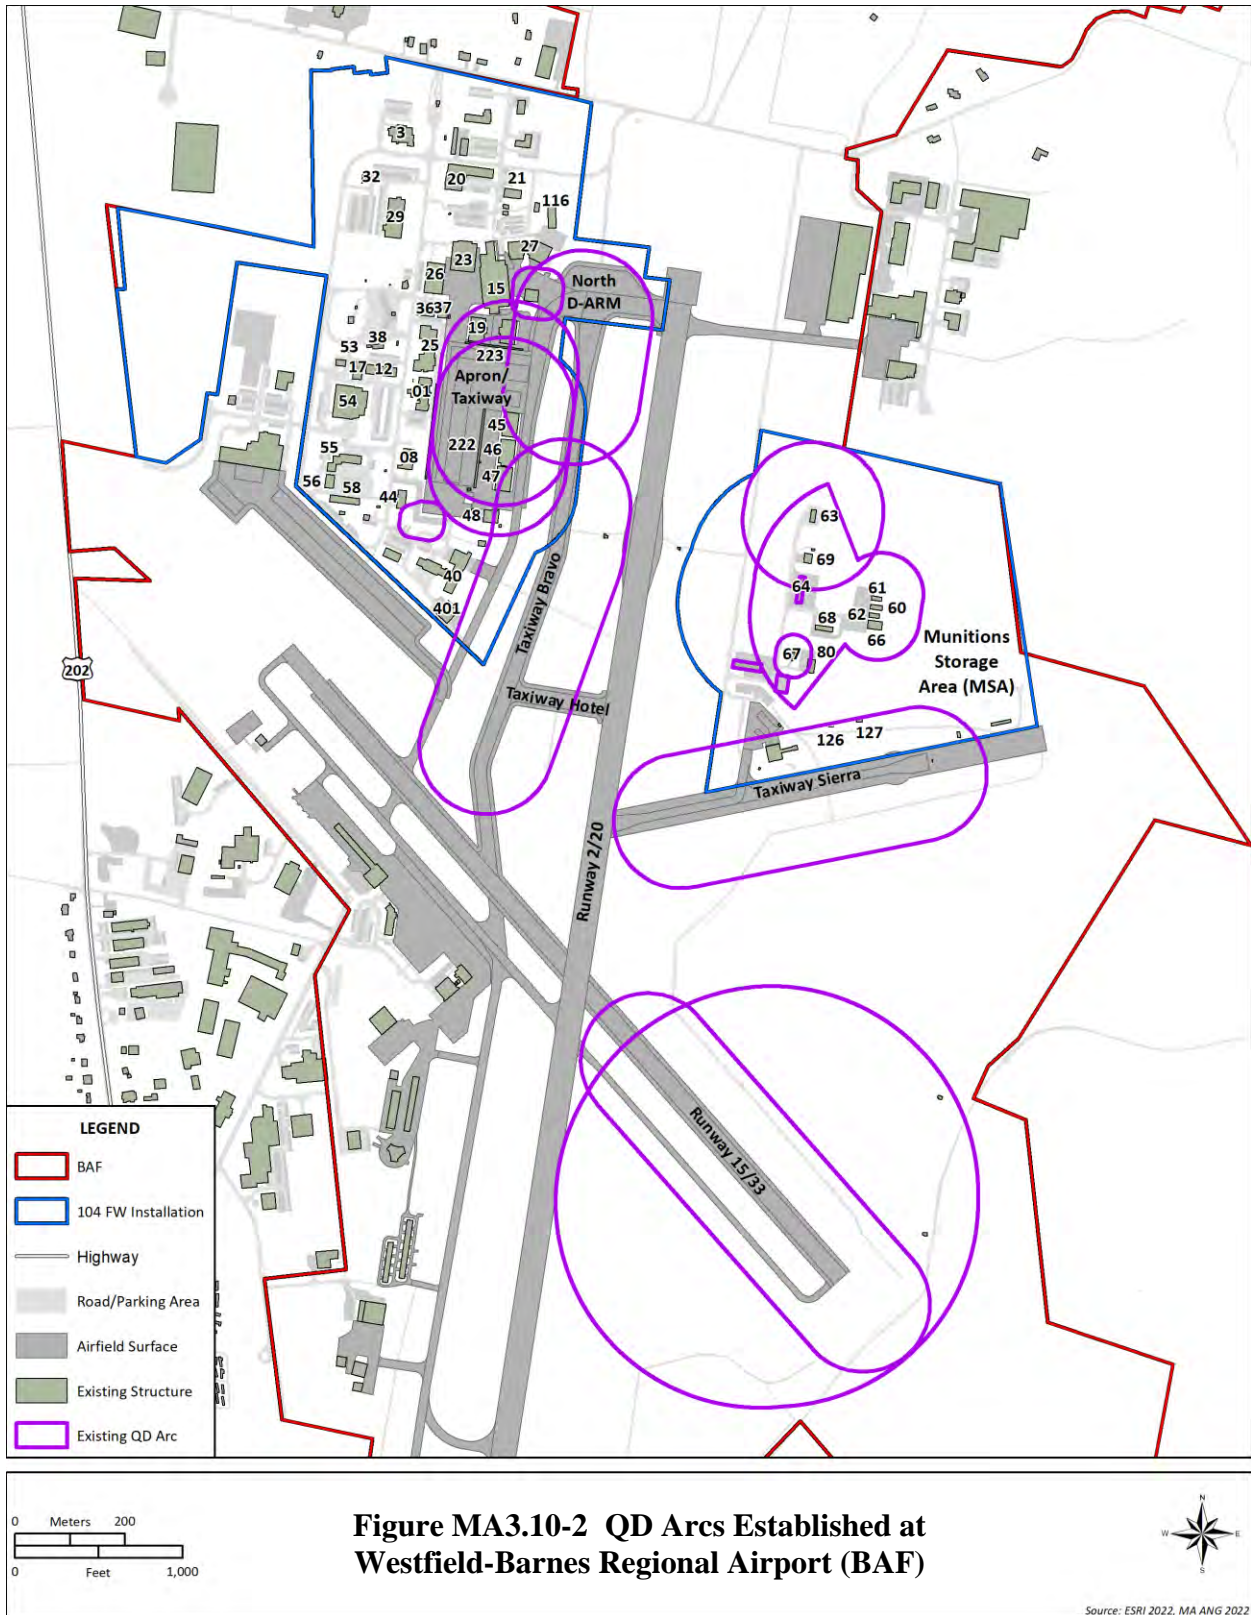 3
32
20
21
29
116
27
23
26
15
North
D-ARM
36
37
19
25
38
53
223
17
12
Apron/
Taxiway
01
54
45
222
46
55
08
47
56
58
44
48
40
401
63
69
64
61
60
62
68
66
67
80
Munitions
Storage
Area (MSA)
126
127
Taxiway Bravo
Taxiway Hotel
Taxiway Sierra
202
Runway 2/20
Runway 15/33
LEGEND
BAF
104 FW Installation
Highway
Road/Parking Area
Airfield Surface
Existing Structure
Existing QD Arc
0 Meters 200
0 Feet 1,000
Figure MA3.10-2 QD Arcs Established at
Westfield-Barnes Regional Airport (BAF)
N
W
E
S
Source: ESRI 2022, MA ANG 2022